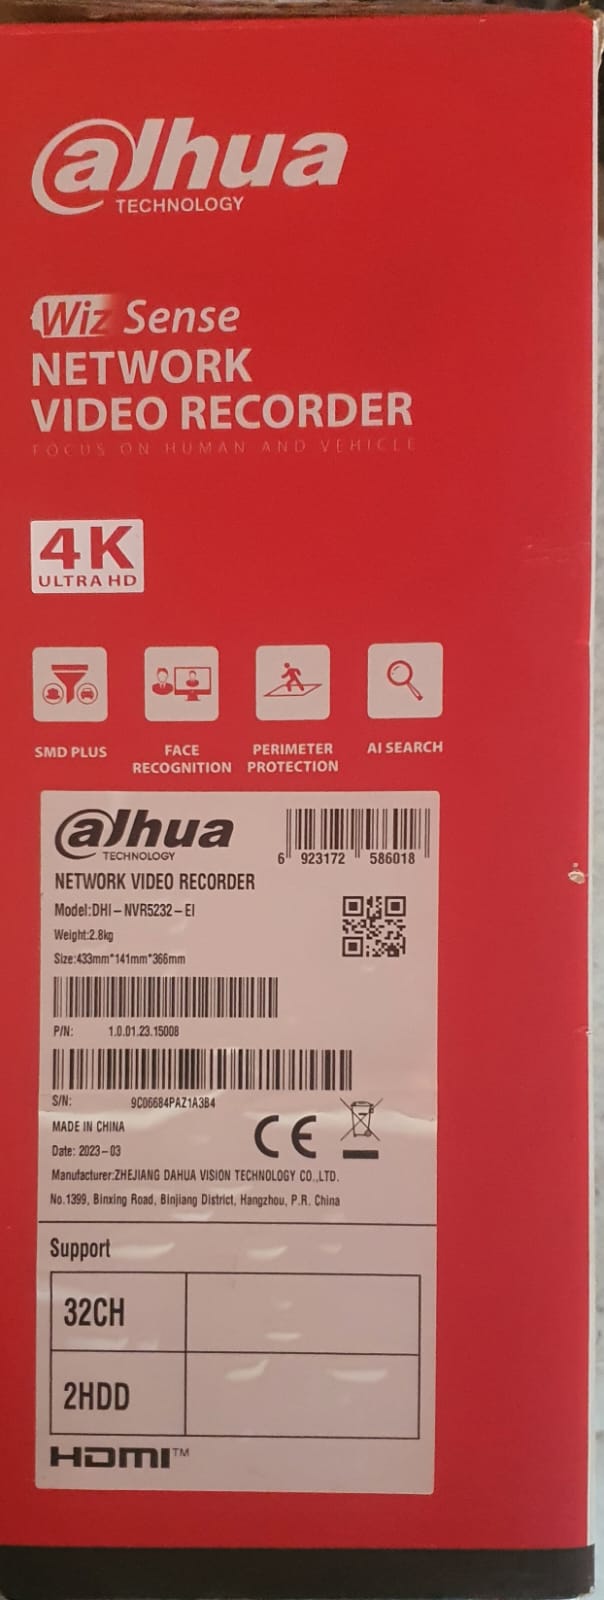 alhua
TECHNOLOGY
Wiz Sense
NETWORK
VIDEO RECORDER
FOCUS ON HUMAN AND VEHICLE
4K
ULTRA HD
SMD PLUS
FACE
RECOGNITION
PERIMETER
PROTECTION
AI SEARCH
alhua
TECHNOLOGY
6 923172 586018
NETWORK VIDEO RECORDER
Model:DHI-NVR5232-EI
Weight:2.8kg
Size:433mm*141mm*366mm
P/N: 1.0.01.23.15008
S/N: 9C06684PAZ1A3B4
MADE IN CHINA
CE
Date: 2023-03
Manufacturer:ZHEJIANG DAHUA VISION TECHNOLOGY CO.,LTD.
No.1399, Binxing Road, Binjiang District, Hangzhou, P.R. China
Support
32CH
2HDD
HDMI™